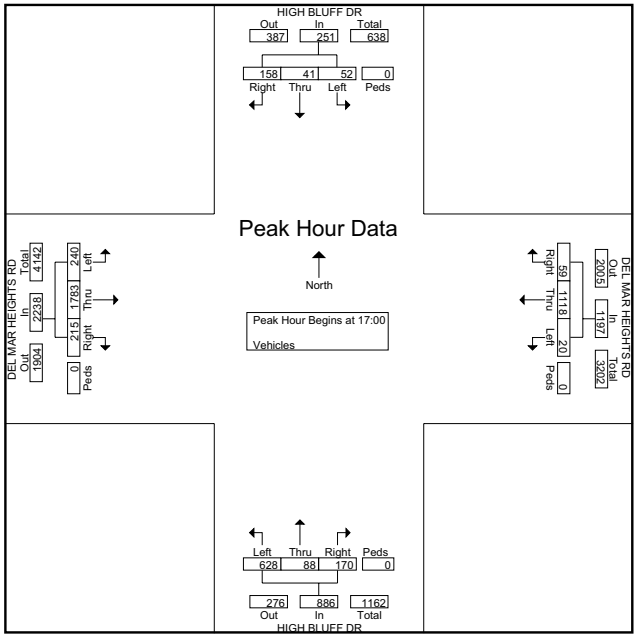 HIGH BLUFF DR
Out In Total
387 251 638
158 41 52 0
Right Thru Left Peds
Peak Hour Data
North
Peak Hour Begins at 17:00
Vehicles
DEL MAR HEIGHTS RD
Out In Total
1904 2238 4142
215 1783 240
Right Thru Left
0
Peds
DEL MAR HEIGHTS RD
Out In Total
2005 1197 3202
59 1118 20 0
Right Thru Left Peds
Left Thru Right Peds
628 88 170 0
276 886 1162
Out In Total
HIGH BLUFF DR